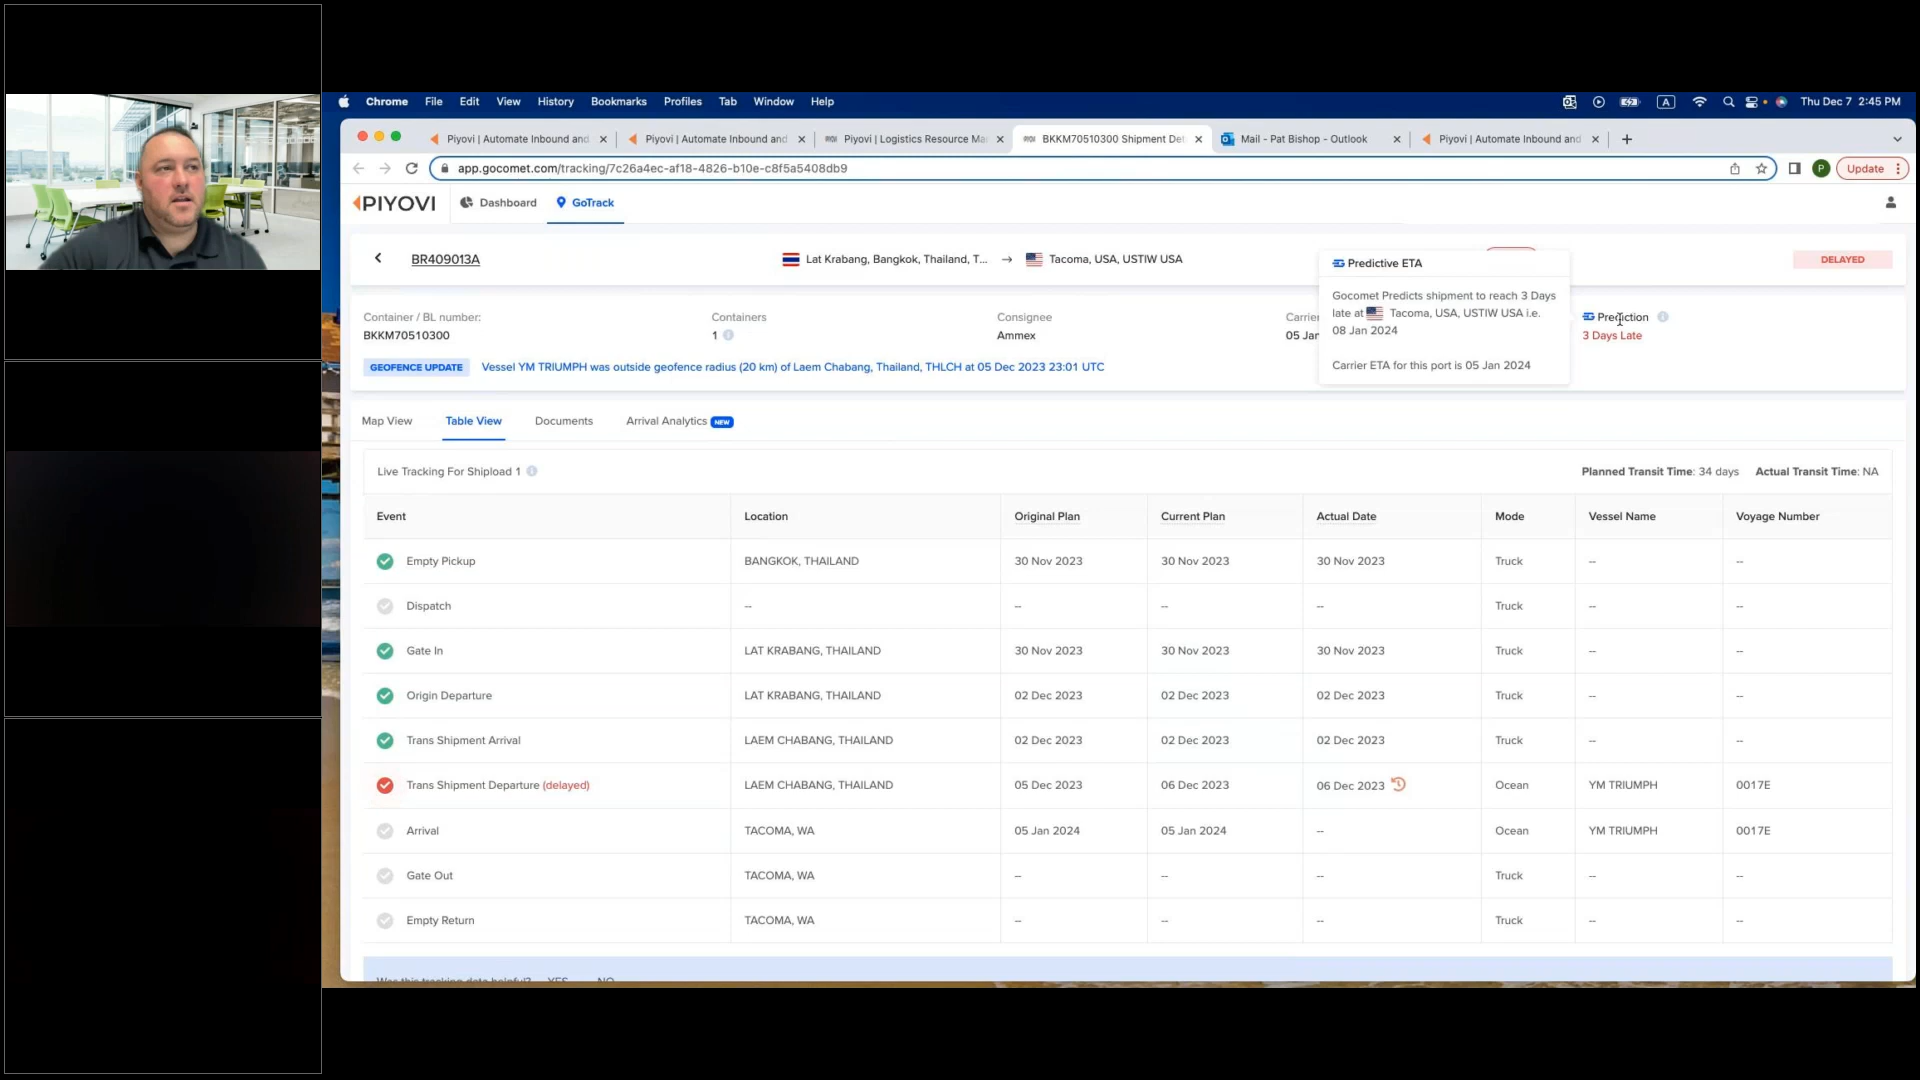 Chrome File Edit View History Bookmarks Profiles Tab Window Help
A Thu Dec 7 2:45 PM
Piyovi | Automate Inbound and
Piyovi | Automate Inbound and
Piyovi | Logistics Resource Ma
BKKM70510300 Shipment Det
Mail - Pat Bishop - Outlook
Piyovi | Automate Inbound and
app.gocomet.com/tracking/7c26a4ec-af18-4826-b10e-c8f5a5408db9
P Update
PIYOVI Dashboard GoTrack
BR409013A Lat Krabang, Bangkok, Thailand, T... → Tacoma, USA, USTIW USA DELAYED
Predictive ETA
Gocomet Predicts shipment to reach 3 Days
late at Tacoma, USA, USTIW USA i.e.
08 Jan 2024
Carrier ETA for this port is 05 Jan 2024
Container / BL number: Containers Consignee Carrier Prediction
BKKM70510300 1 Ammex 05 Jan 3 Days Late
GEOFENCE UPDATE Vessel YM TRIUMPH was outside geofence radius (20 km) of Laem Chabang, Thailand, THLCH at 05 Dec 2023 23:01 UTC
Map View Table View Documents Arrival Analytics NEW
Live Tracking For Shipload 1 Planned Transit Time: 34 days Actual Transit Time: NA
Event Location Original Plan Current Plan Actual Date Mode Vessel Name Voyage Number
Empty Pickup BANGKOK, THAILAND 30 Nov 2023 30 Nov 2023 30 Nov 2023 Truck -- --
Dispatch -- -- -- -- Truck -- --
Gate In LAT KRABANG, THAILAND 30 Nov 2023 30 Nov 2023 30 Nov 2023 Truck -- --
Origin Departure LAT KRABANG, THAILAND 02 Dec 2023 02 Dec 2023 02 Dec 2023 Truck -- --
Trans Shipment Arrival LAEM CHABANG, THAILAND 02 Dec 2023 02 Dec 2023 02 Dec 2023 Truck -- --
Trans Shipment Departure (delayed) LAEM CHABANG, THAILAND 05 Dec 2023 06 Dec 2023 06 Dec 2023 Ocean YM TRIUMPH 0017E
Arrival TACOMA, WA 05 Jan 2024 05 Jan 2024 -- Ocean YM TRIUMPH 0017E
Gate Out TACOMA, WA -- -- -- Truck -- --
Empty Return TACOMA, WA -- -- -- Truck -- --
Was this tracking data helpful? YES NO